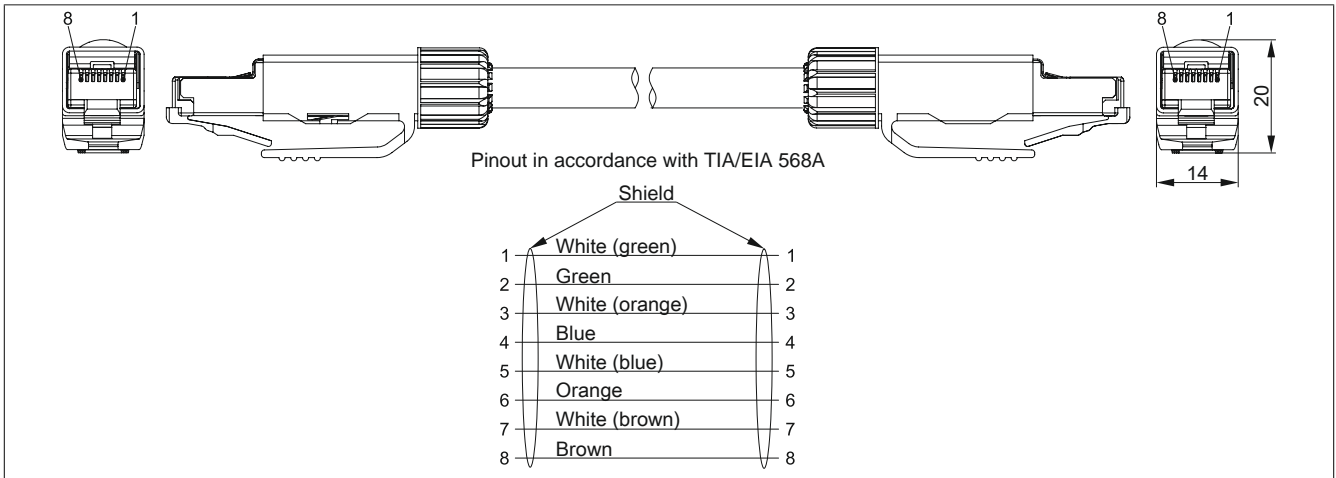 8 1 8 1
20
14
Pinout in accordance with TIA/EIA 568A
Shield
1 White (green) 1
2 Green 2
3 White (orange) 3
4 Blue 4
5 White (blue) 5
6 Orange 6
7 White (brown) 7
8 Brown 8